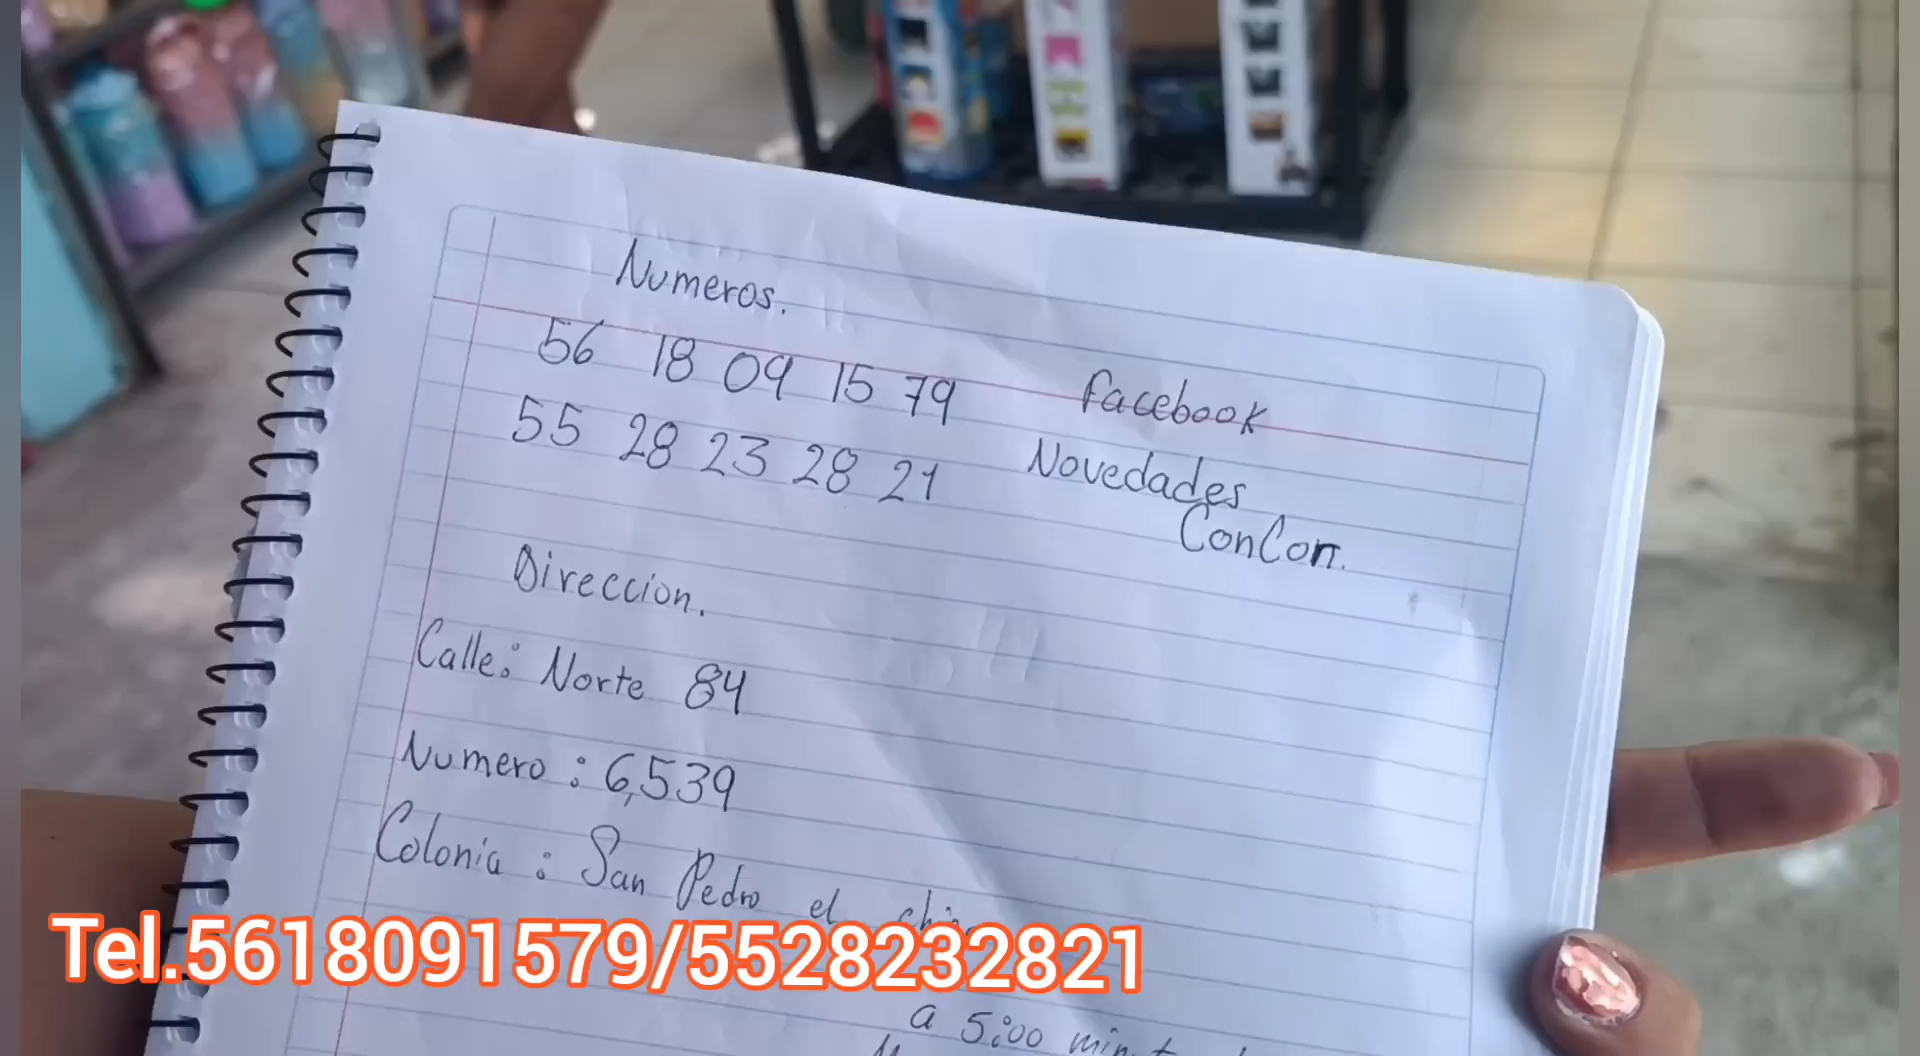 Numeros.
56 18 09 15 79 facebook
55 28 23 28 21 Novedades
ConCon.
Direccion.
Calle: Norte 84
Numero: 6,539
Colonia: San Pedro el
Tel.5618091579/5528232821
a 5:00